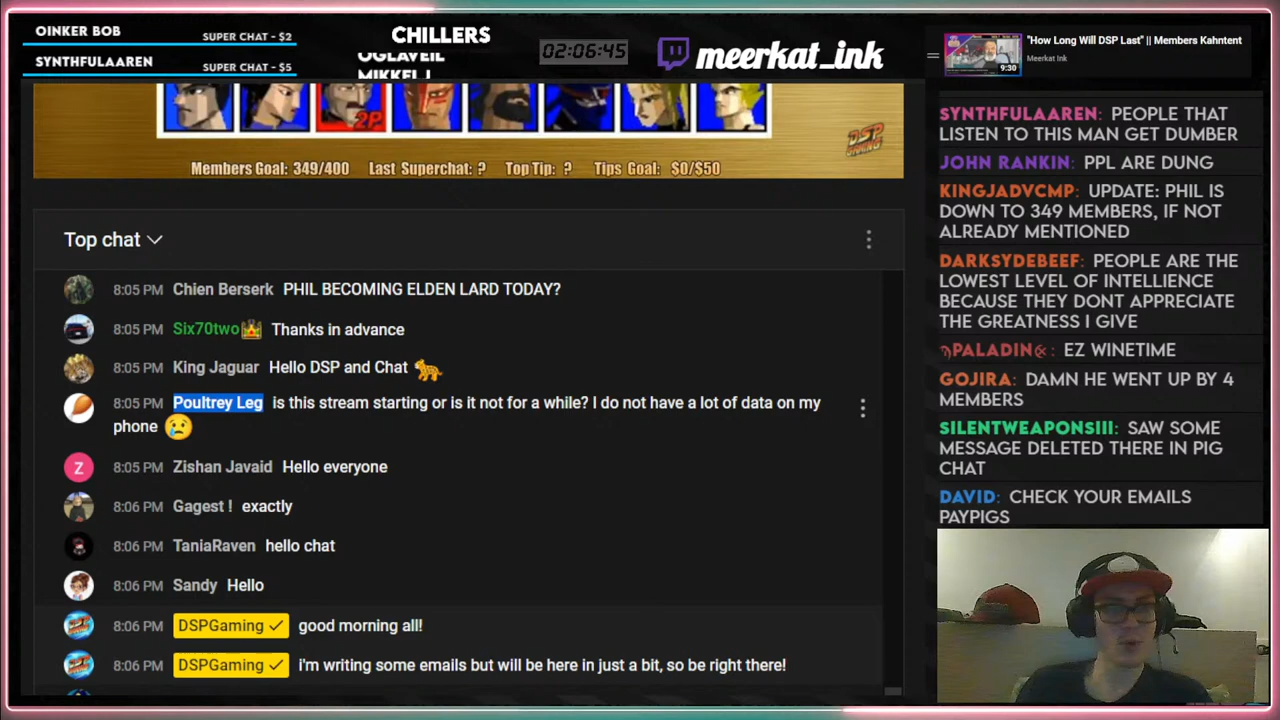 OINKER BOB
SUPER CHAT - $2
SYNTHFULAAREN
SUPER CHAT - $5
CHILLERS
OGLAVEIL
MIKKELI
02:06:45
meerkat_ink
"How Long Will DSP Last" || Members Kahntent
Meerkat Ink
9:30
2P
DSP
GAMING
Members Goal: 349/400 Last Superchat: ? Top Tip: ? Tips Goal: $0/$50
Top chat
8:05 PM Chien Berserk PHIL BECOMING ELDEN LARD TODAY?
8:05 PM Six70two Thanks in advance
8:05 PM King Jaguar Hello DSP and Chat 🐆
8:05 PM Poultrey Leg is this stream starting or is it not for a while? I do not have a lot of data on my
phone 😢
Z
8:05 PM Zishan Javaid Hello everyone
8:06 PM Gagest ! exactly
8:06 PM TaniaRaven hello chat
8:06 PM Sandy Hello
8:06 PM DSPGaming good morning all!
8:06 PM DSPGaming i'm writing some emails but will be here in just a bit, so be right there!
SYNTHFULAAREN: PEOPLE THAT
LISTEN TO THIS MAN GET DUMBER
JOHN RANKIN: PPL ARE DUNG
KINGJADVCMP: UPDATE: PHIL IS
DOWN TO 349 MEMBERS, IF NOT
ALREADY MENTIONED
DARKSYDEBEEF: PEOPLE ARE THE
LOWEST LEVEL OF INTELLIENCE
BECAUSE THEY DONT APPRECIATE
THE GREATNESS I GIVE
PALADIN: EZ WINETIME
GOJIRA: DAMN HE WENT UP BY 4
MEMBERS
SILENTWEAPONSIII: SAW SOME
MESSAGE DELETED THERE IN PIG
CHAT
DAVID: CHECK YOUR EMAILS
PAYPIGS